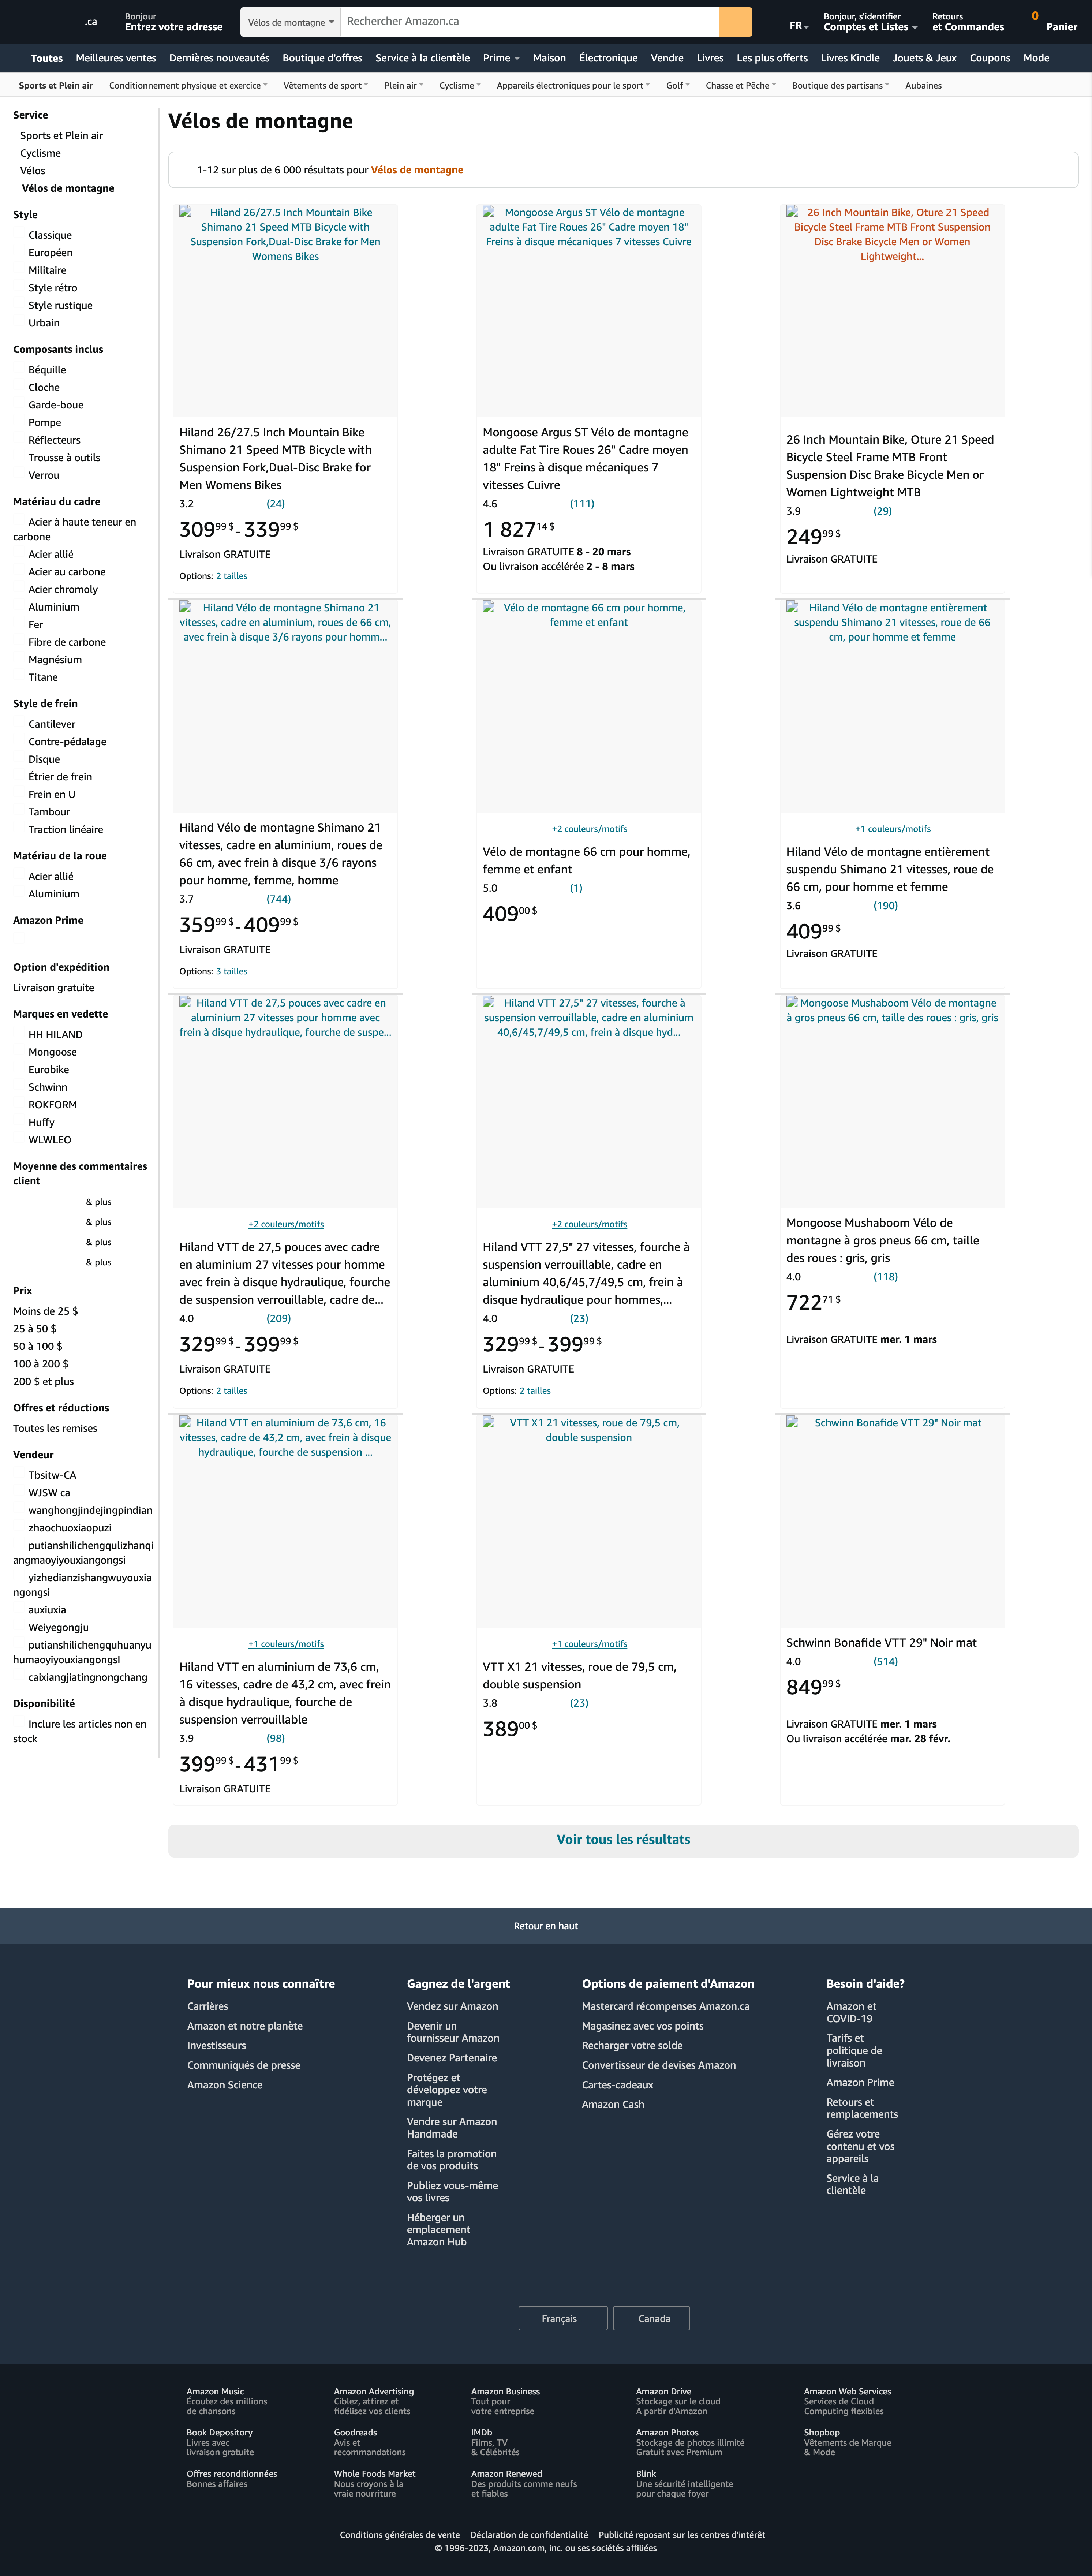 .ca
Bonjour
Entrez votre adresse
Vélos de montagne
Rechercher Amazon.ca
FR
Bonjour, s'identifier
Comptes et Listes
Retours
et Commandes
0
Panier
Toutes Meilleures ventes Dernières nouveautés Boutique d'offres Service à la clientèle Prime Maison Électronique Vendre Livres Les plus offerts Livres Kindle Jouets & Jeux Coupons Mode
Sports et Plein air Conditionnement physique et exercice Vêtements de sport Plein air Cyclisme Appareils électroniques pour le sport Golf Chasse et Pêche Boutique des partisans Aubaines
Service
Sports et Plein air
Cyclisme
Vélos
Vélos de montagne
Style
Classique
Européen
Militaire
Style rétro
Style rustique
Urbain
Composants inclus
Béquille
Cloche
Garde-boue
Pompe
Réflecteurs
Trousse à outils
Verrou
Matériau du cadre
Acier à haute teneur en
carbone
Acier allié
Acier au carbone
Acier chromoly
Aluminium
Fer
Fibre de carbone
Magnésium
Titane
Style de frein
Cantilever
Contre-pédalage
Disque
Étrier de frein
Frein en U
Tambour
Traction linéaire
Matériau de la roue
Acier allié
Aluminium
Amazon Prime
Option d'expédition
Livraison gratuite
Marques en vedette
HH HILAND
Mongoose
Eurobike
Schwinn
ROKFORM
Huffy
WLWLEO
Moyenne des commentaires
client
& plus
& plus
& plus
& plus
Prix
Moins de 25 $
25 à 50 $
50 à 100 $
100 à 200 $
200 $ et plus
Offres et réductions
Toutes les remises
Vendeur
Tbsitw-CA
WJSW ca
wanghongjindejingpindian
zhaochuoxiaopuzi
putianshilichengqulizhanqi
angmaoyiyouxiangongsi
yizhedianzishangwuyouxia
ngongsi
auxiuxia
Weiyegongju
putianshilichengquhuanyu
humaoyiyouxiangongsI
caixiangjiatingnongchang
Disponibilité
Inclure les articles non en
stock
Vélos de montagne
1-12 sur plus de 6 000 résultats pour Vélos de montagne
Hiland 26/27.5 Inch Mountain Bike
Shimano 21 Speed MTB Bicycle with
Suspension Fork,Dual-Disc Brake for Men
Womens Bikes
Hiland 26/27.5 Inch Mountain Bike
Shimano 21 Speed MTB Bicycle with
Suspension Fork,Dual-Disc Brake for
Men Womens Bikes
3.2 (24)
309 99 $ - 339 99 $
Livraison GRATUITE
Options: 2 tailles
Mongoose Argus ST Vélo de montagne
adulte Fat Tire Roues 26" Cadre moyen 18"
Freins à disque mécaniques 7 vitesses Cuivre
Mongoose Argus ST Vélo de montagne
adulte Fat Tire Roues 26" Cadre moyen
18" Freins à disque mécaniques 7
vitesses Cuivre
4.6 (111)
1 827 14 $
Livraison GRATUITE 8 - 20 mars
Ou livraison accélérée 2 - 8 mars
26 Inch Mountain Bike, Oture 21 Speed
Bicycle Steel Frame MTB Front Suspension
Disc Brake Bicycle Men or Women
Lightweight...
26 Inch Mountain Bike, Oture 21 Speed
Bicycle Steel Frame MTB Front
Suspension Disc Brake Bicycle Men or
Women Lightweight MTB
3.9 (29)
249 99 $
Livraison GRATUITE
Hiland Vélo de montagne Shimano 21
vitesses, cadre en aluminium, roues de 66 cm,
avec frein à disque 3/6 rayons pour homm...
Hiland Vélo de montagne Shimano 21
vitesses, cadre en aluminium, roues de
66 cm, avec frein à disque 3/6 rayons
pour homme, femme, homme
3.7 (744)
359 99 $ - 409 99 $
Livraison GRATUITE
Options: 3 tailles
Vélo de montagne 66 cm pour homme,
femme et enfant
+2 couleurs/motifs
Vélo de montagne 66 cm pour homme,
femme et enfant
5.0 (1)
409 00 $
Hiland Vélo de montagne entièrement
suspendu Shimano 21 vitesses, roue de 66
cm, pour homme et femme
+1 couleurs/motifs
Hiland Vélo de montagne entièrement
suspendu Shimano 21 vitesses, roue de
66 cm, pour homme et femme
3.6 (190)
409 99 $
Livraison GRATUITE
Hiland VTT de 27,5 pouces avec cadre en
aluminium 27 vitesses pour homme avec
frein à disque hydraulique, fourche de suspe...
+2 couleurs/motifs
Hiland VTT de 27,5 pouces avec cadre
en aluminium 27 vitesses pour homme
avec frein à disque hydraulique, fourche
de suspension verrouillable, cadre de...
4.0 (209)
329 99 $ - 399 99 $
Livraison GRATUITE
Options: 2 tailles
Hiland VTT 27,5" 27 vitesses, fourche à
suspension verrouillable, cadre en aluminium
40,6/45,7/49,5 cm, frein à disque hyd...
+2 couleurs/motifs
Hiland VTT 27,5" 27 vitesses, fourche à
suspension verrouillable, cadre en
aluminium 40,6/45,7/49,5 cm, frein à
disque hydraulique pour hommes,...
4.0 (23)
329 99 $ - 399 99 $
Livraison GRATUITE
Options: 2 tailles
Mongoose Mushaboom Vélo de montagne
à gros pneus 66 cm, taille des roues : gris, gris
Mongoose Mushaboom Vélo de
montagne à gros pneus 66 cm, taille
des roues : gris, gris
4.0 (118)
722 71 $
Livraison GRATUITE mer. 1 mars
Hiland VTT en aluminium de 73,6 cm, 16
vitesses, cadre de 43,2 cm, avec frein à disque
hydraulique, fourche de suspension ...
+1 couleurs/motifs
Hiland VTT en aluminium de 73,6 cm,
16 vitesses, cadre de 43,2 cm, avec frein
à disque hydraulique, fourche de
suspension verrouillable
3.9 (98)
399 99 $ - 431 99 $
Livraison GRATUITE
VTT X1 21 vitesses, roue de 79,5 cm,
double suspension
+1 couleurs/motifs
VTT X1 21 vitesses, roue de 79,5 cm,
double suspension
3.8 (23)
389 00 $
Schwinn Bonafide VTT 29" Noir mat
Schwinn Bonafide VTT 29" Noir mat
4.0 (514)
849 99 $
Livraison GRATUITE mer. 1 mars
Ou livraison accélérée mar. 28 févr.
Voir tous les résultats
Retour en haut
Pour mieux nous connaître
Carrières
Amazon et notre planète
Investisseurs
Communiqués de presse
Amazon Science
Gagnez de l'argent
Vendez sur Amazon
Devenir un
fournisseur Amazon
Devenez Partenaire
Protégez et
développez votre
marque
Vendre sur Amazon
Handmade
Faites la promotion
de vos produits
Publiez vous-même
vos livres
Héberger un
emplacement
Amazon Hub
Options de paiement d'Amazon
Mastercard récompenses Amazon.ca
Magasinez avec vos points
Recharger votre solde
Convertisseur de devises Amazon
Cartes-cadeaux
Amazon Cash
Besoin d'aide?
Amazon et
COVID-19
Tarifs et
politique de
livraison
Amazon Prime
Retours et
remplacements
Gérez votre
contenu et vos
appareils
Service à la
clientèle
Français
Canada
Amazon Music
Écoutez des millions
de chansons
Amazon Advertising
Ciblez, attirez et
fidélisez vos clients
Amazon Business
Tout pour
votre entreprise
Amazon Drive
Stockage sur le cloud
A partir d'Amazon
Amazon Web Services
Services de Cloud
Computing flexibles
Book Depository
Livres avec
livraison gratuite
Goodreads
Avis et
recommandations
IMDb
Films, TV
& Célébrités
Amazon Photos
Stockage de photos illimité
Gratuit avec Premium
Shopbop
Vêtements de Marque
& Mode
Offres reconditionnées
Bonnes affaires
Whole Foods Market
Nous croyons à la
vraie nourriture
Amazon Renewed
Des produits comme neufs
et fiables
Blink
Une sécurité intelligente
pour chaque foyer
Conditions générales de vente Déclaration de confidentialité Publicité reposant sur les centres d'intérêt
© 1996-2023, Amazon.com, inc. ou ses sociétés affiliées